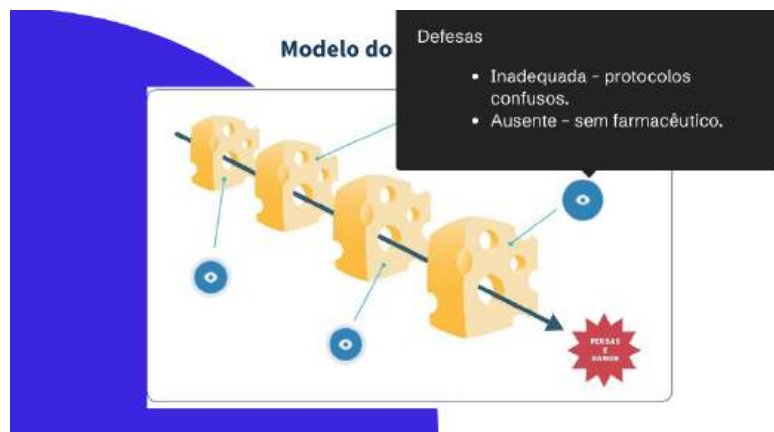 Modelo do
Defesas
Inadequada – protocolos
confusos.
Ausente – sem farmacêutico.
PERDAS
E
DANOS